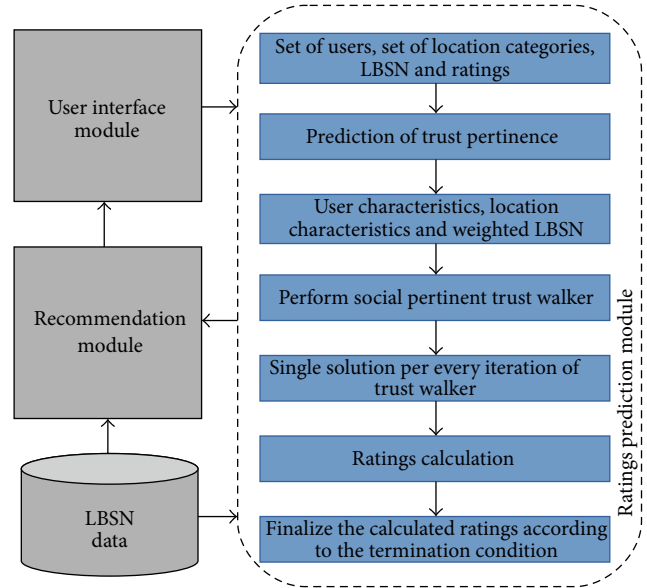 User interface
module
Recommendation
module
LBSN
data
Set of users, set of location categories,
LBSN and ratings
Prediction of trust pertinence
User characteristics, location
characteristics and weighted LBSN
Perform social pertinent trust walker
Single solution per every iteration of
trust walker
Ratings calculation
Finalize the calculated ratings according
to the termination condition
Ratings prediction module